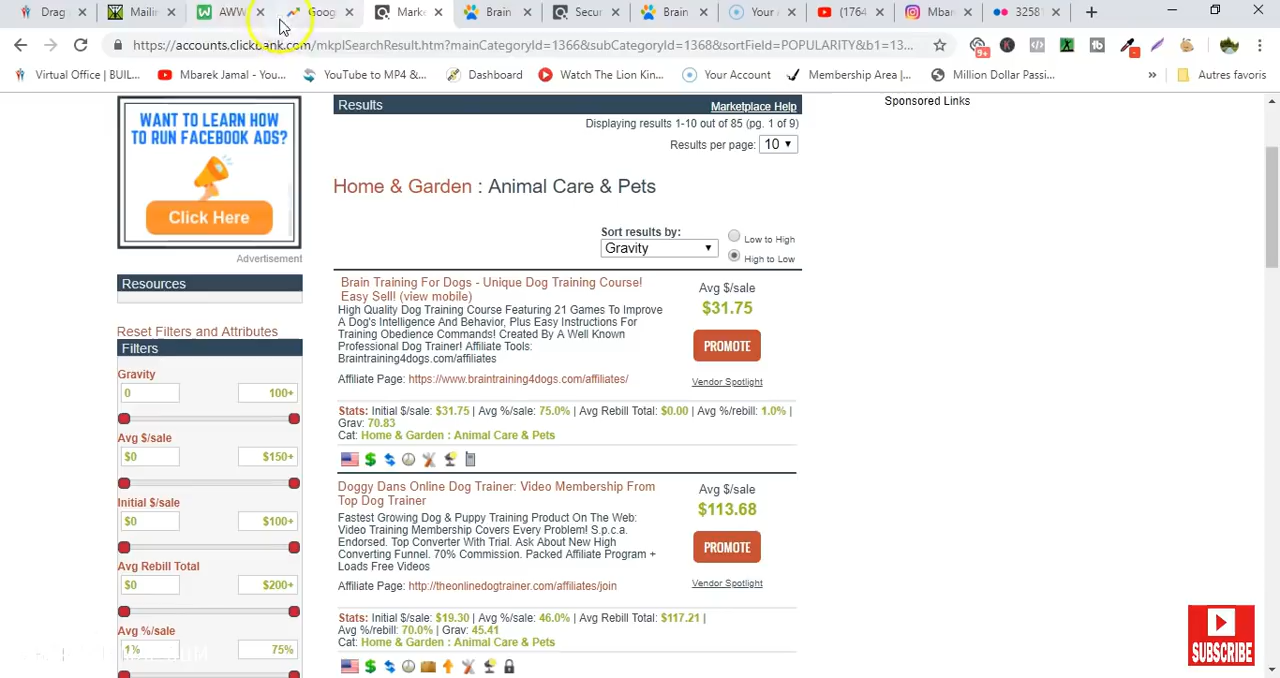 Drag
Mailin
AWW
Goog
Marke
Brain
Secur
Brain
Your A
(1764
Mban
32581
https://accounts.clickbank.com/mkplSearchResult.htm?mainCategoryId=1366&subCategoryId=1368&sortField=POPULARITY&b1=13...
9+
Virtual Office | BUIL...
Mbarek Jamal - You...
YouTube to MP4 &...
Dashboard
Watch The Lion Kin...
Your Account
Membership Area |...
Million Dollar Passi...
»
Autres favoris
WANT TO LEARN HOW
TO RUN FACEBOOK ADS?
Click Here
Advertisement
Resources
Reset Filters and Attributes
Filters
Gravity
0 100+
Avg $/sale
$0 $150+
Initial $/sale
$0 $100+
Avg Rebill Total
$0 $200+
Avg %/sale
1% 75%
Results Marketplace Help
Displaying results 1-10 out of 85 (pg. 1 of 9)
Results per page: 10
Home & Garden : Animal Care & Pets
Sort results by:
Gravity
Low to High
High to Low
Brain Training For Dogs - Unique Dog Training Course!
Easy Sell! (view mobile)
High Quality Dog Training Course Featuring 21 Games To Improve
A Dog's Intelligence And Behavior, Plus Easy Instructions For
Training Obedience Commands! Created By A Well Known
Professional Dog Trainer! Affiliate Tools:
Braintraining4dogs.com/affiliates
Affiliate Page: https://www.braintraining4dogs.com/affiliates/
Avg $/sale
$31.75
PROMOTE
Vendor Spotlight
Stats: Initial $/sale: $31.75 | Avg %/sale: 75.0% | Avg Rebill Total: $0.00 | Avg %/rebill: 1.0% |
Grav: 70.83
Cat: Home & Garden : Animal Care & Pets
Doggy Dans Online Dog Trainer: Video Membership From
Top Dog Trainer
Fastest Growing Dog & Puppy Training Product On The Web:
Video Training Membership Covers Every Problem! S.p.c.a.
Endorsed. Top Converter With Trial. Ask About New High
Converting Funnel. 70% Commission. Packed Affiliate Program +
Loads Free Videos
Affiliate Page: http://theonlinedogtrainer.com/affiliates/join
Avg $/sale
$113.68
PROMOTE
Vendor Spotlight
Stats: Initial $/sale: $19.30 | Avg %/sale: 46.0% | Avg Rebill Total: $117.21 |
Avg %/rebill: 70.0% | Grav: 45.41
Cat: Home & Garden : Animal Care & Pets
Sponsored Links
SUBSCRIBE